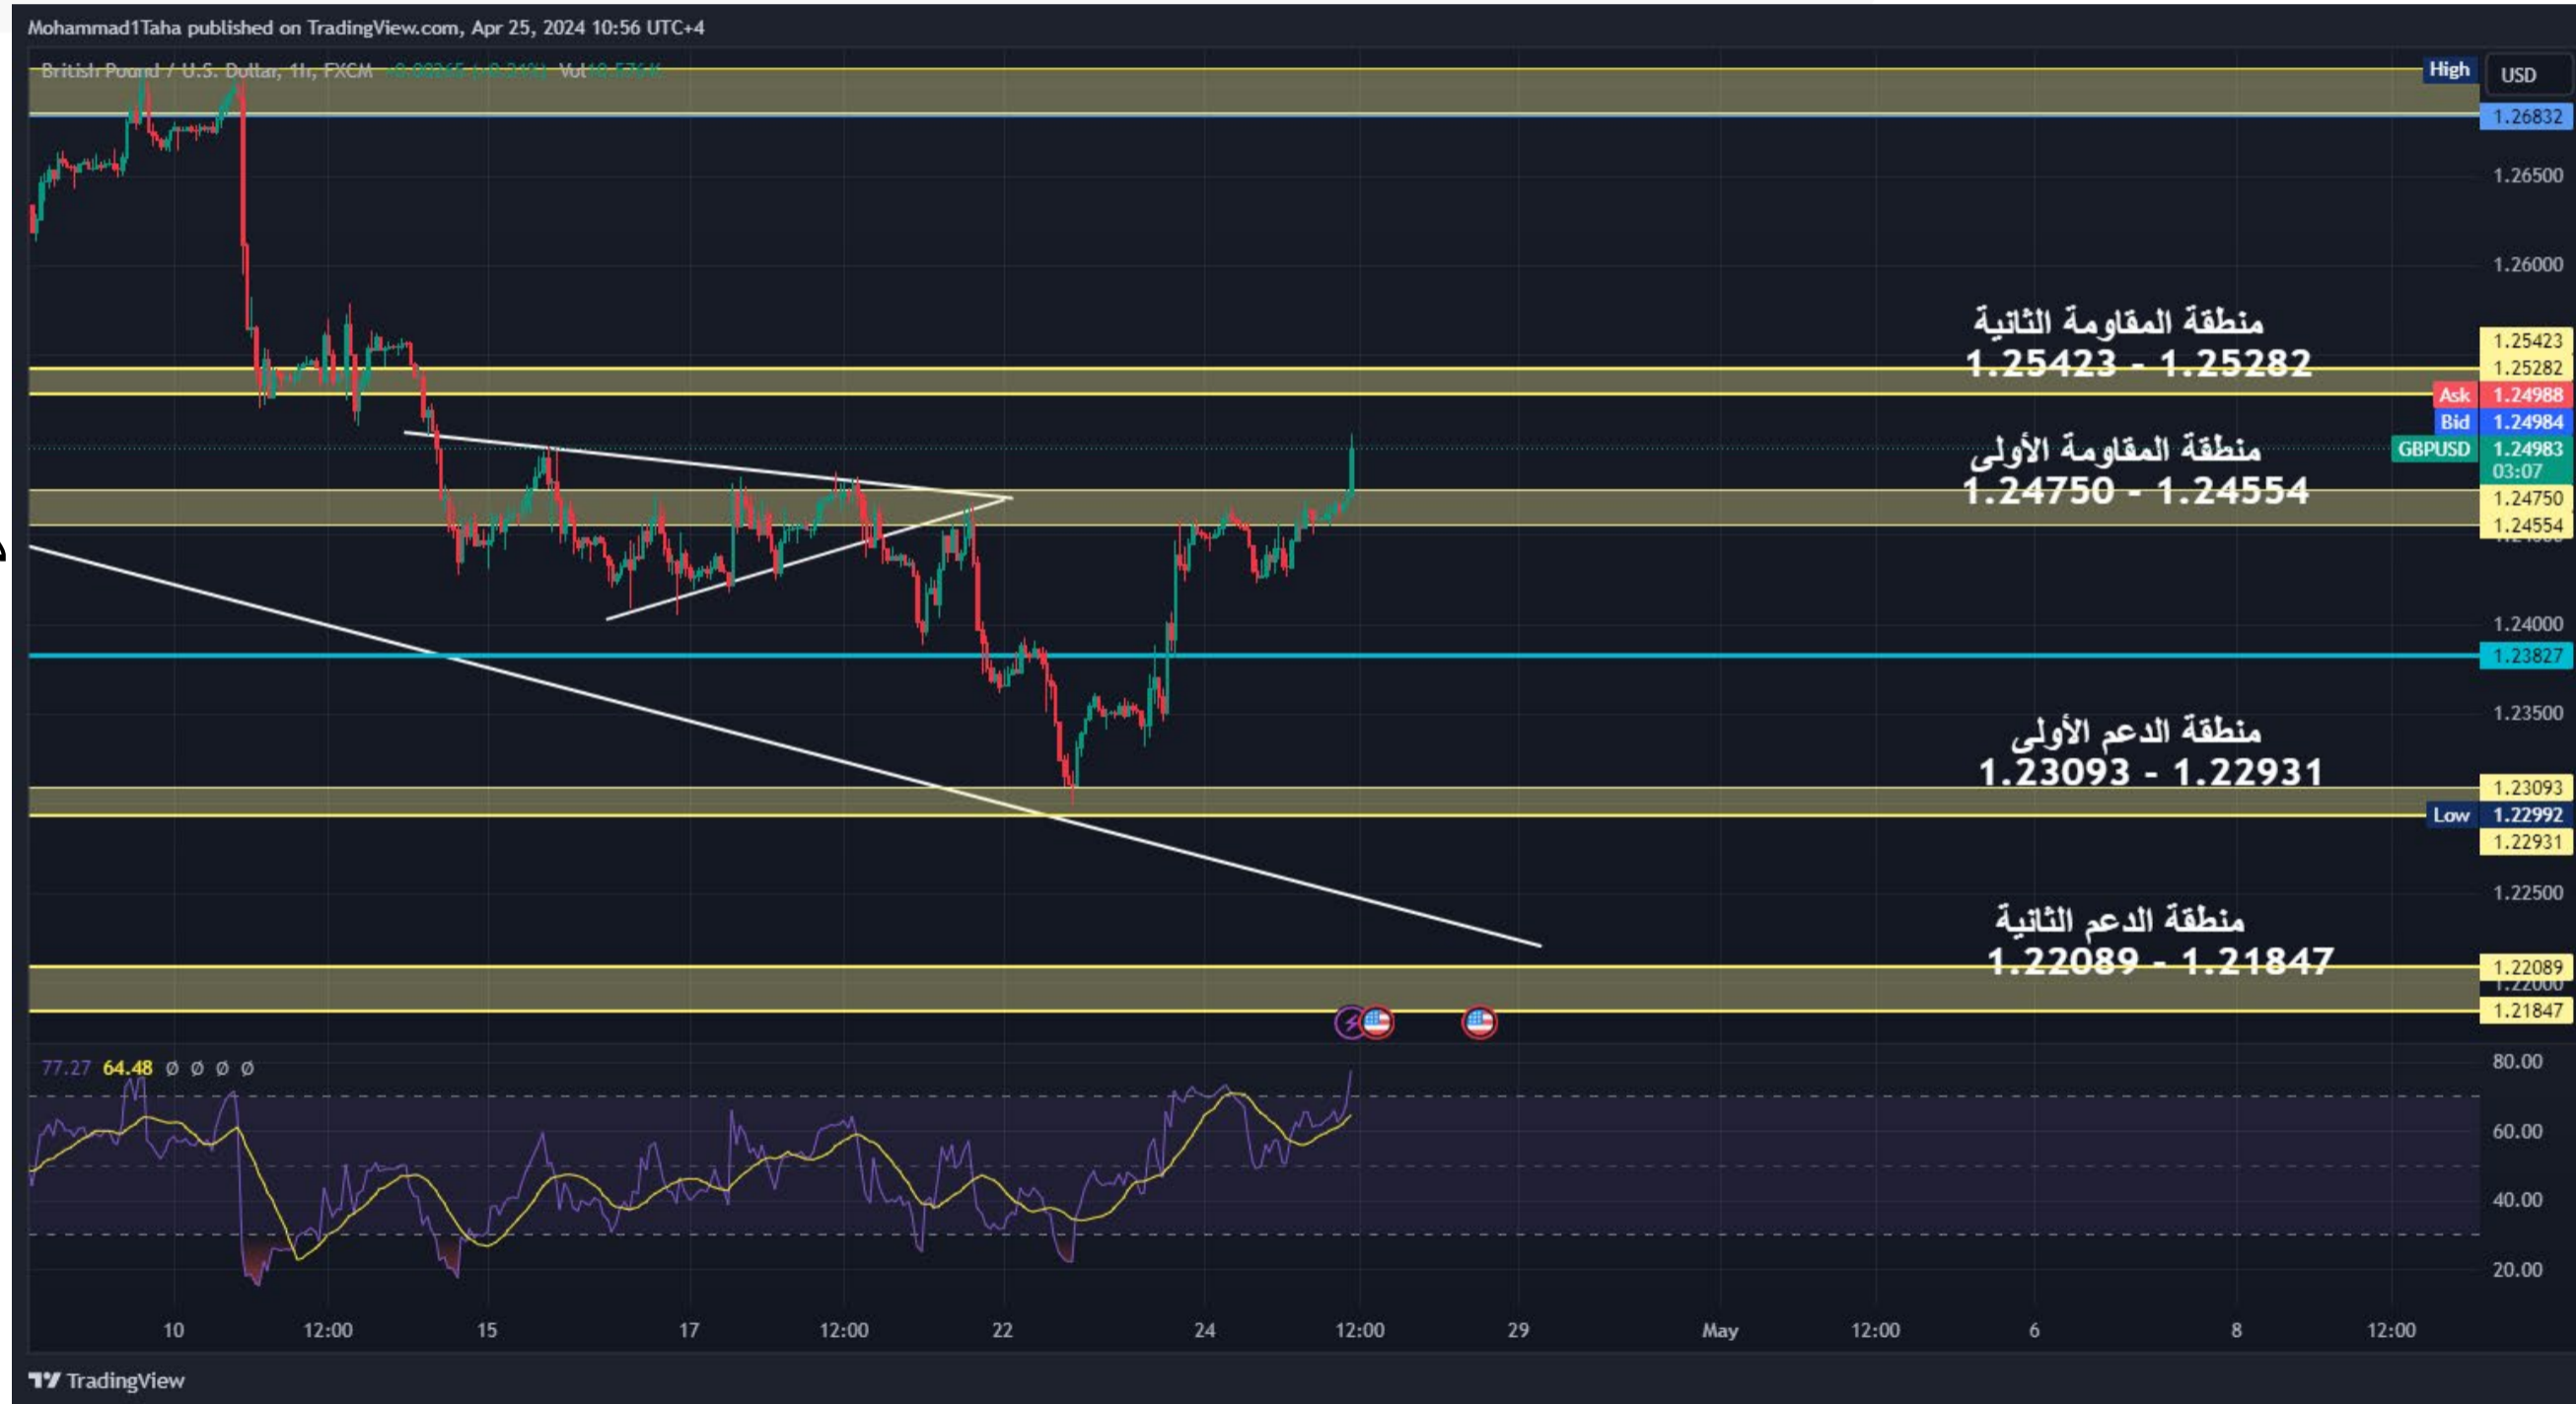 Mohammad1Taha published on TradingView.com, Apr 25, 2024 10:56 UTC+4
British Pound / U.S. Dollar, 1h, FXCM
Vol
High
USD
1.26832
1.26500
1.26000
منطقة المقاومة الثانية
1.25423 - 1.25282
1.25423
1.25282
Ask 1.24988
Bid 1.24984
منطقة المقاومة الأولى
1.24750 - 1.24554
GBPUSD 1.24983
03:07
1.24750
1.24554
1.24000
1.23827
1.23500
منطقة الدعم الأولى
1.23093 - 1.22931
1.23093
Low 1.22992
1.22931
1.22500
منطقة الدعم الثانية
1.22089 - 1.21847
1.22089
1.22000
1.21847
77.27 64.48 Ø Ø Ø Ø
80.00
60.00
40.00
20.00
10 12:00 15 17 12:00 22 24 12:00 29 May 12:00 6 8 12:00
TradingView